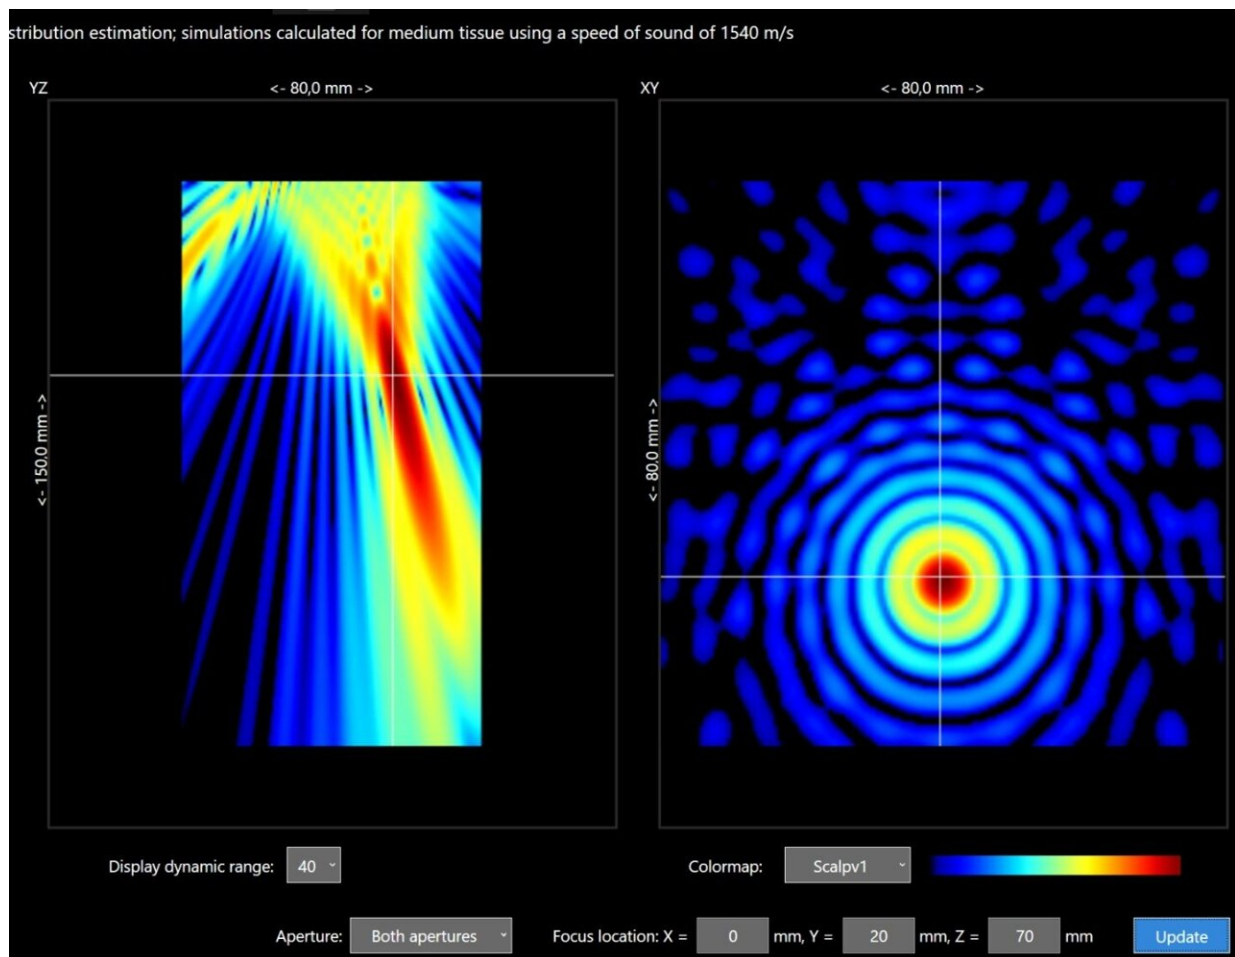 stribution estimation; simulations calculated for medium tissue using a speed of sound of 1540 m/s
YZ
<- 80,0 mm ->
XY
<- 80,0 mm ->
<- 150.0 mm ->
<- 80.0 mm ->
Display dynamic range: 40
Colormap: Scalpv1
Aperture: Both apertures
Focus location: X = 0 mm, Y = 20 mm, Z = 70 mm
Update